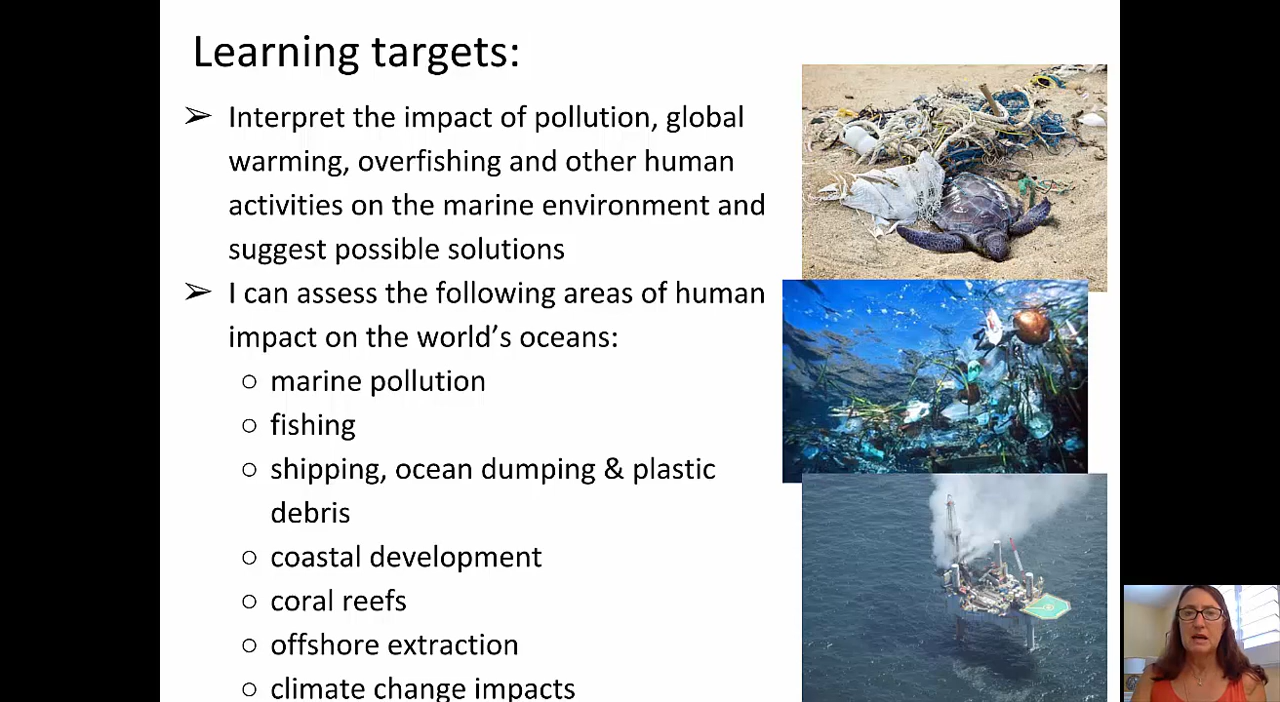 Learning targets:
➢ Interpret the impact of pollution, global
warming, overfishing and other human
activities on the marine environment and
suggest possible solutions
➢ I can assess the following areas of human
impact on the world’s oceans:
○ marine pollution
○ fishing
○ shipping, ocean dumping & plastic
debris
○ coastal development
○ coral reefs
○ offshore extraction
○ climate change impacts